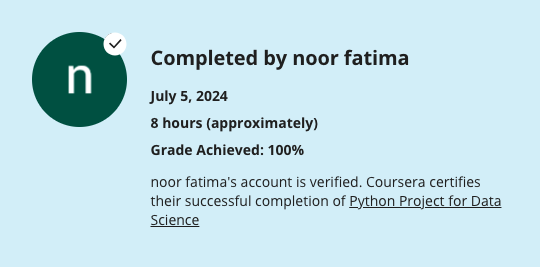 n
Completed by noor fatima
July 5, 2024
8 hours (approximately)
Grade Achieved: 100%
noor fatima's account is verified. Coursera certifies
their successful completion of Python Project for Data
Science